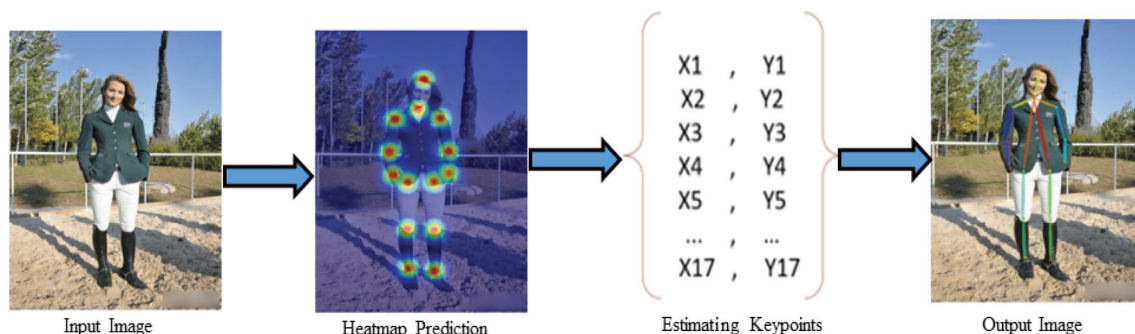 X1 , Y1
X2 , Y2
X3 , Y3
X4 , Y4
X5 , Y5
... , ...
X17 , Y17
Input Image
Heatmap Prediction
Estimating Keypoints
Output Image